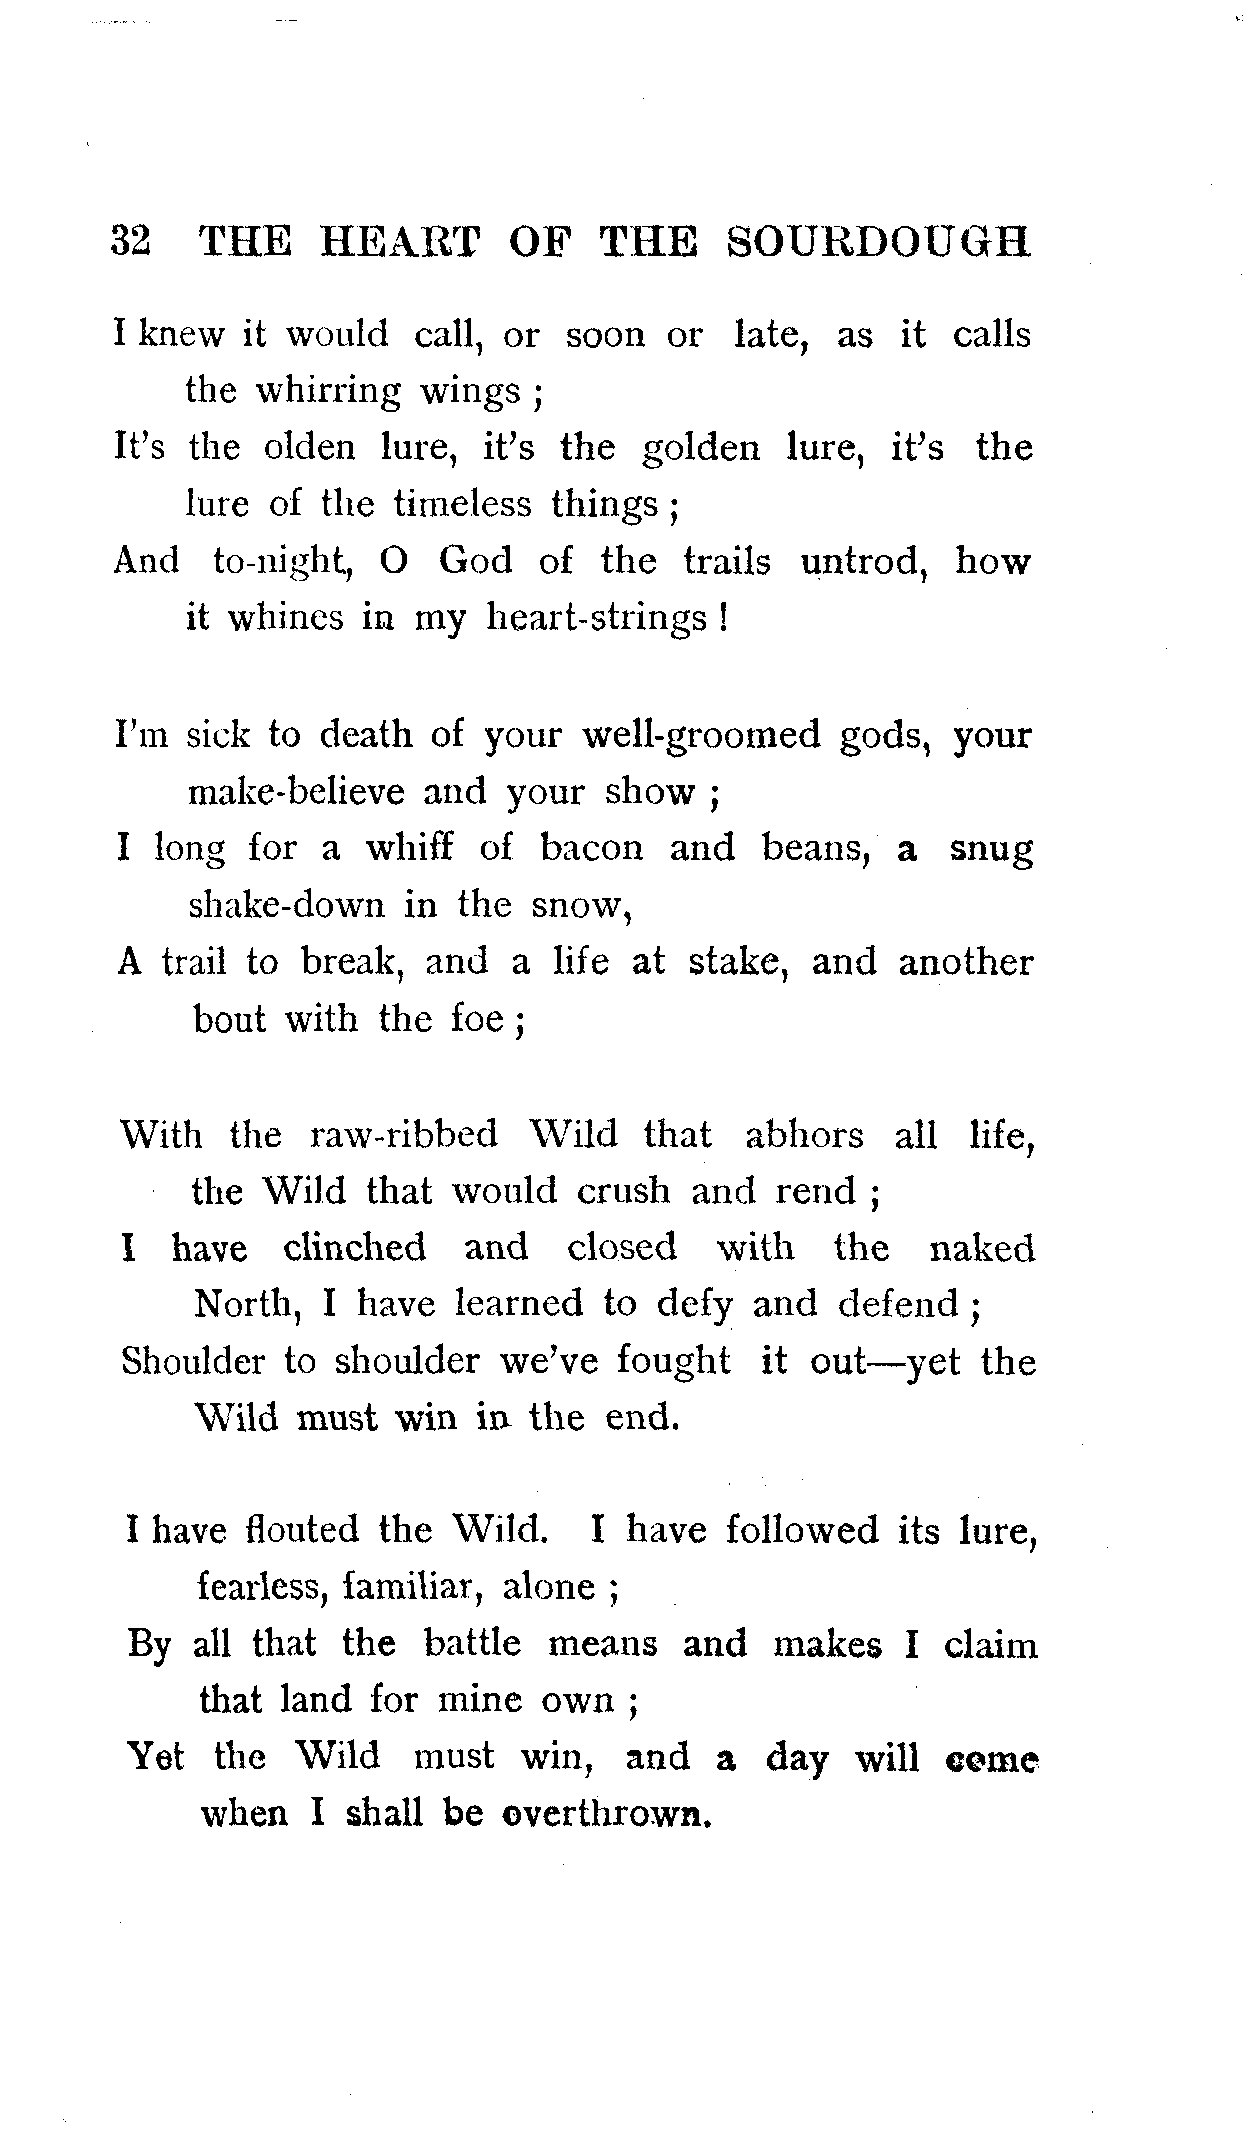 32 THE HEART OF THE SOURDOUGH
I knew it would call, or soon or late, as it calls
the whirring wings ;
It's the olden lure, it's the golden lure, it's the
lure of the timeless things ;
And to-night, O God of the trails untrod, how
it whines in my heart-strings !
I'm sick to death of your well-groomed gods, your
make-believe and your show ;
I long for a whiff of bacon and beans, a snug
shake-down in the snow,
A trail to break, and a life at stake, and another
bout with the foe ;
With the raw-ribbed Wild that abhors all life,
the Wild that would crush and rend ;
I have clinched and closed with the naked
North, I have learned to defy and defend ;
Shoulder to shoulder we've fought it out—yet the
Wild must win in the end.
I have flouted the Wild. I have followed its lure,
fearless, familiar, alone ;
By all that the battle means and makes I claim
that land for mine own ;
Yet the Wild must win, and a day will come
when I shall be overthrown.